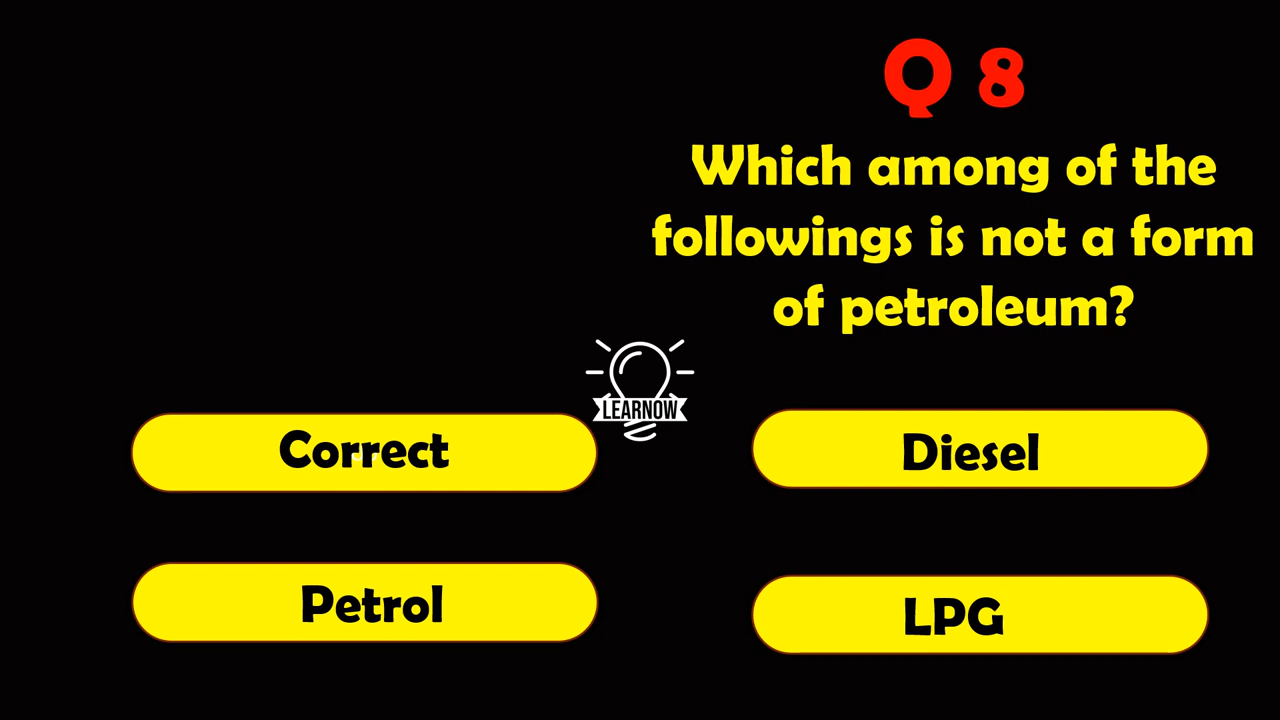 Q 8
Which among of the
followings is not a form
of petroleum?
LEARNOW
Correct
Diesel
Petrol
LPG